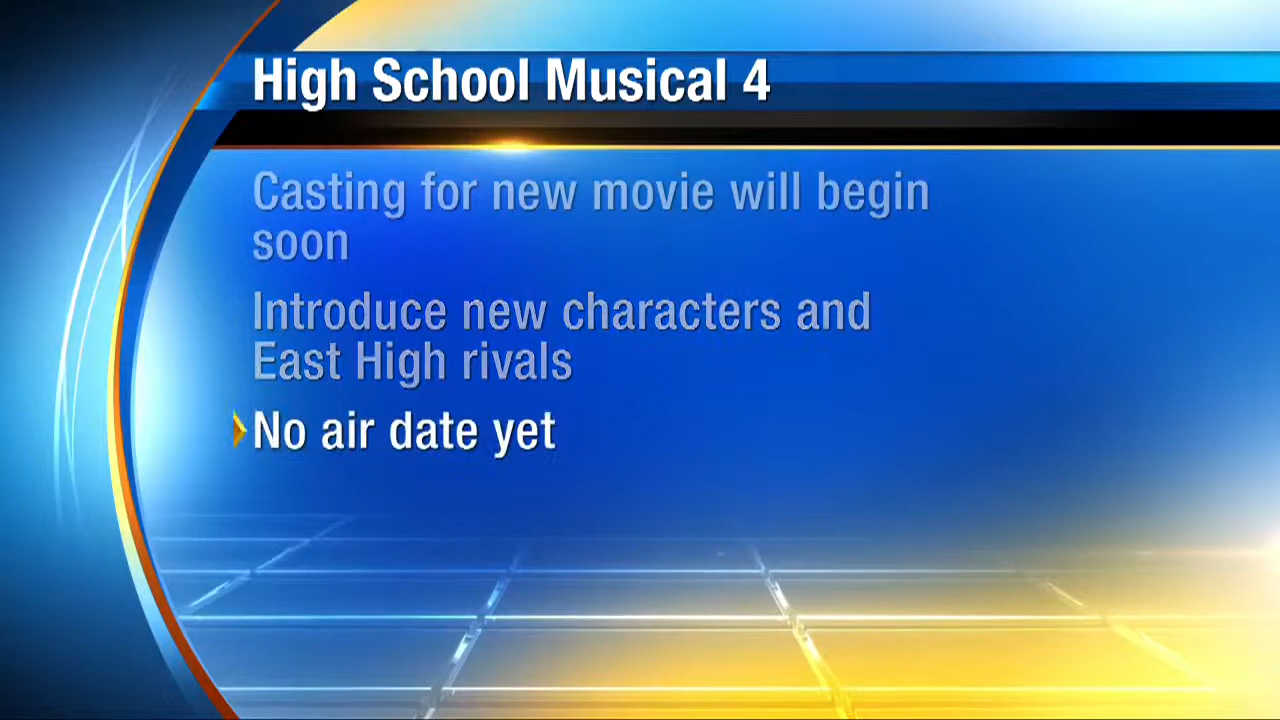 High School Musical 4
Casting for new movie will begin
soon
Introduce new characters and
East High rivals
No air date yet